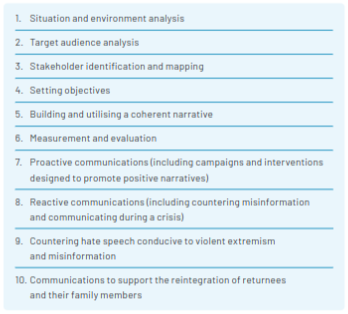 1. Situation and environment analysis
2. Target audience analysis
3. Stakeholder identification and mapping
4. Setting objectives
5. Building and utilising a coherent narrative
6. Measurement and evaluation
7. Proactive communications (including campaigns and interventions
designed to promote positive narratives)
8. Reactive communications (including countering misinformation
and communicating during a crisis)
9. Countering hate speech conducive to violent extremism
and misinformation
10. Communications to support the reintegration of returnees
and their family members